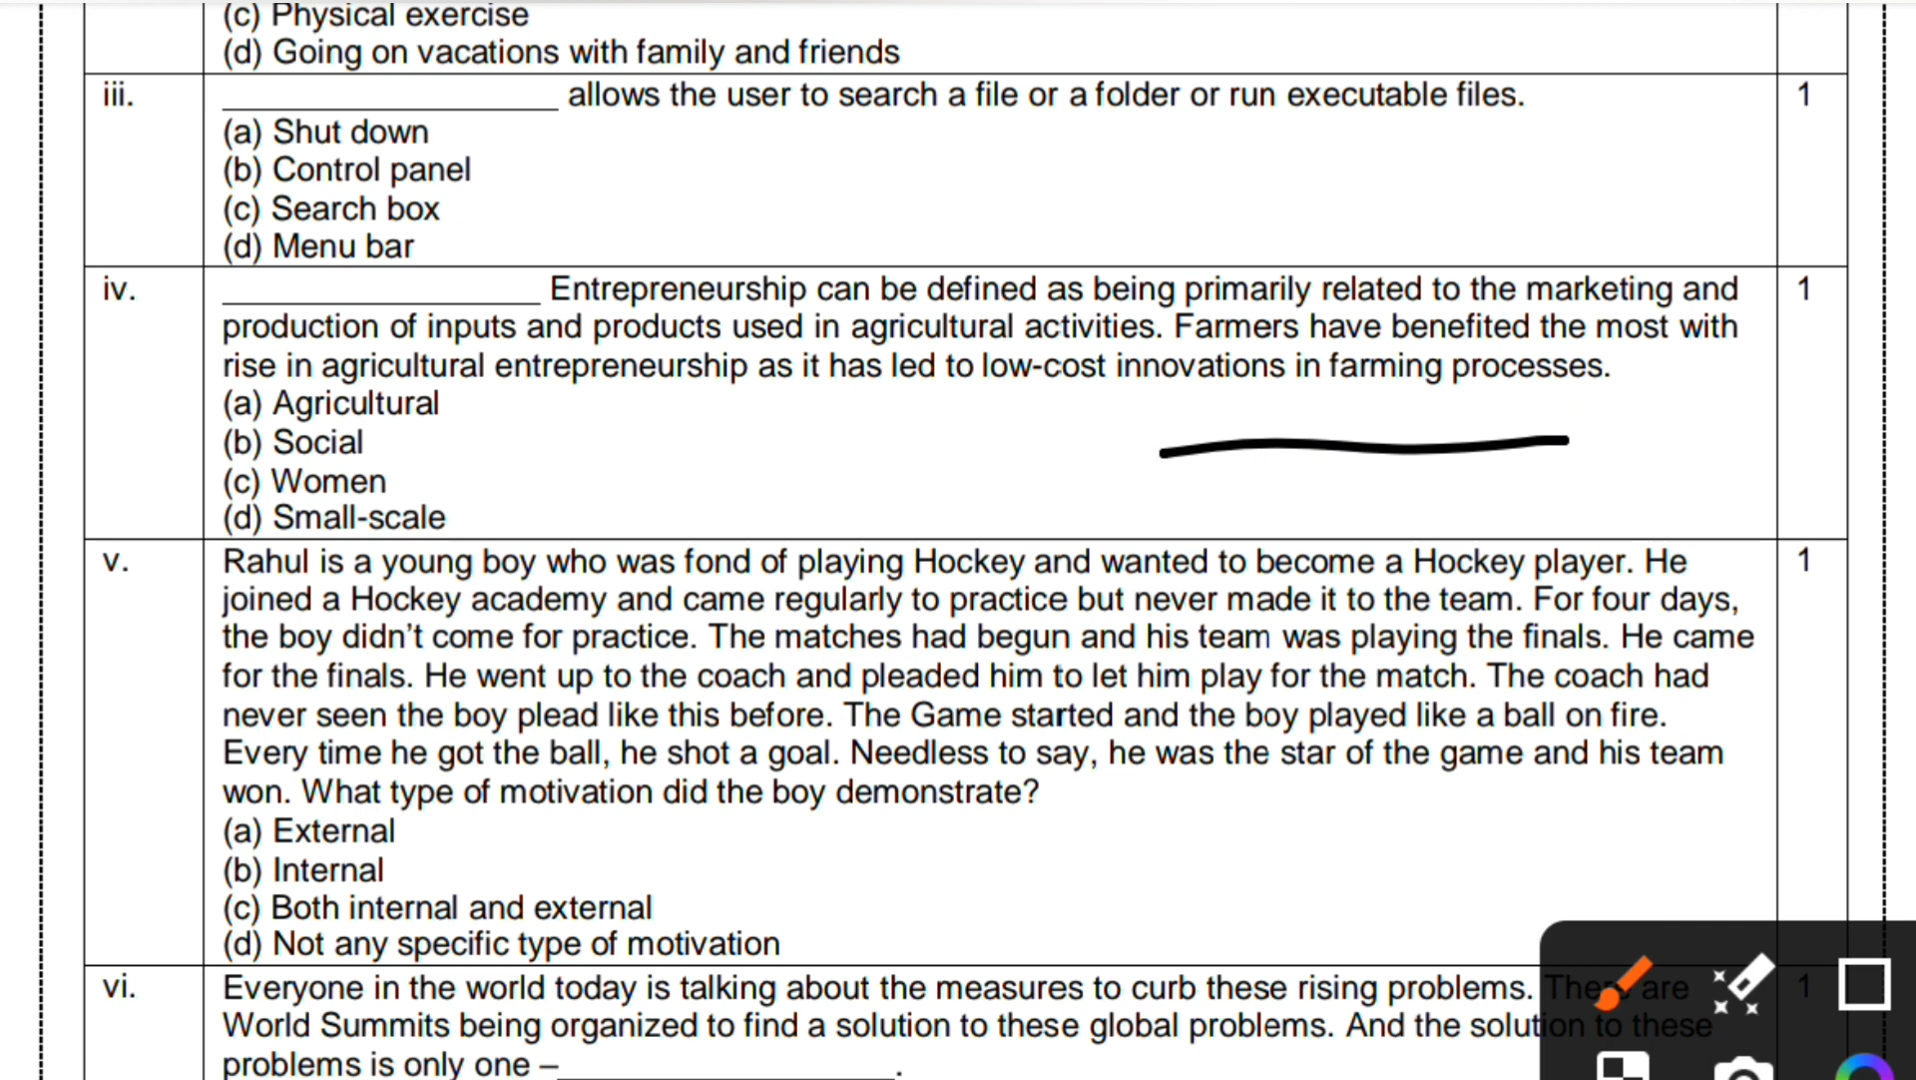 (c) Physical exercise
(d) Going on vacations with family and friends
iii. ____________________ allows the user to search a file or a folder or run executable files. 1
(a) Shut down
(b) Control panel
(c) Search box
(d) Menu bar
iv. ___________________ Entrepreneurship can be defined as being primarily related to the marketing and 1
production of inputs and products used in agricultural activities. Farmers have benefited the most with
rise in agricultural entrepreneurship as it has led to low-cost innovations in farming processes.
(a) Agricultural
(b) Social
(c) Women
(d) Small-scale
v. Rahul is a young boy who was fond of playing Hockey and wanted to become a Hockey player. He 1
joined a Hockey academy and came regularly to practice but never made it to the team. For four days,
the boy didn’t come for practice. The matches had begun and his team was playing the finals. He came
for the finals. He went up to the coach and pleaded him to let him play for the match. The coach had
never seen the boy plead like this before. The Game started and the boy played like a ball on fire.
Every time he got the ball, he shot a goal. Needless to say, he was the star of the game and his team
won. What type of motivation did the boy demonstrate?
(a) External
(b) Internal
(c) Both internal and external
(d) Not any specific type of motivation
vi. Everyone in the world today is talking about the measures to curb these rising problems. There are 1
World Summits being organized to find a solution to these global problems. And the solution to these
problems is only one –____________________.